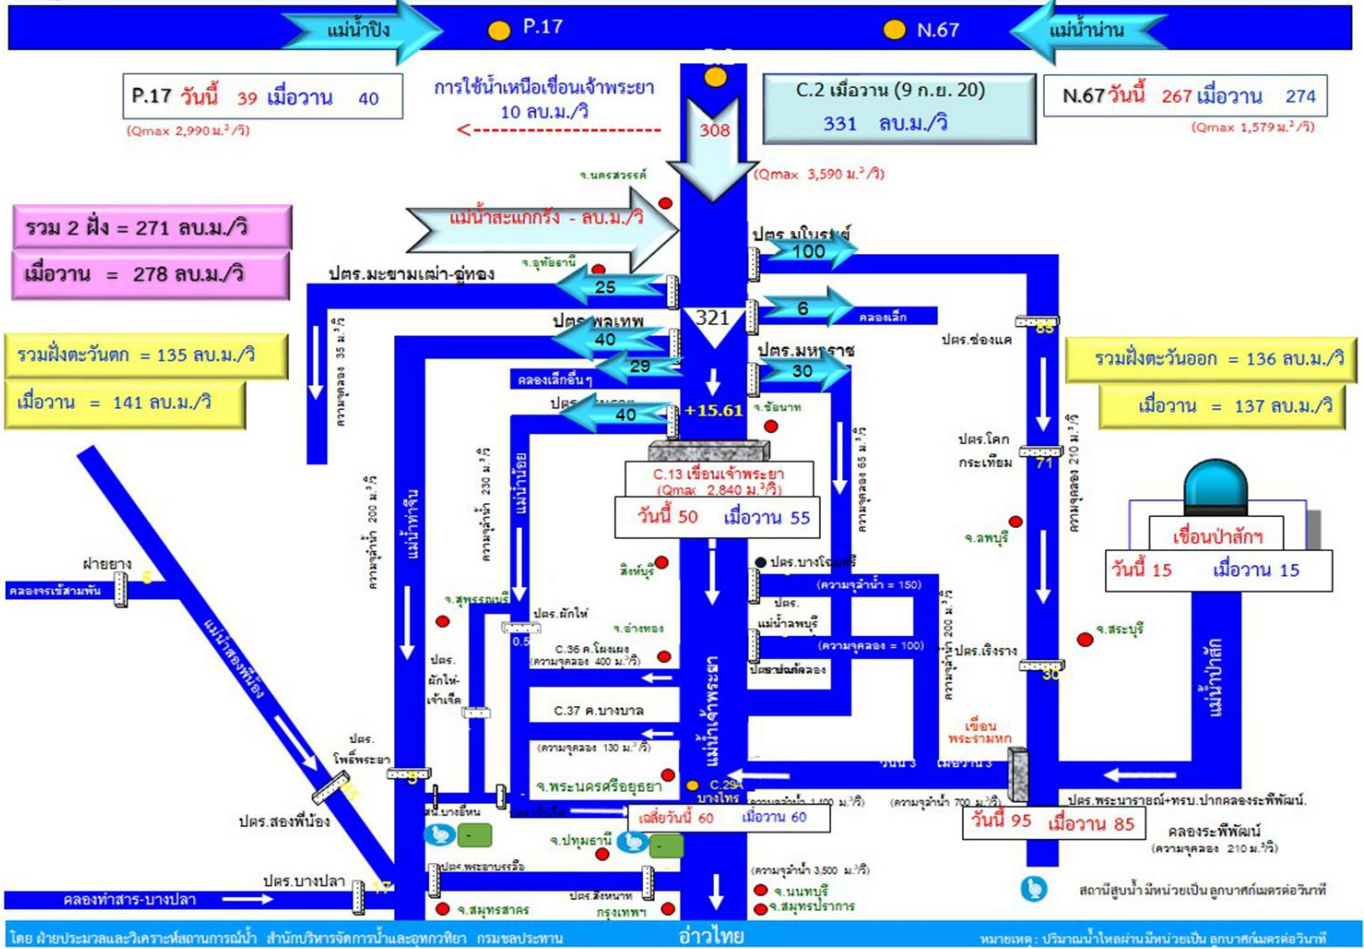 แม่น้ำปิง
P.17
N.67
แม่น้ำน่าน
P.17 วันนี้ 39 เมื่อวาน 40
(Qmax 2,990 ม.³/วิ)
การใช้น้ำเหนือเขื่อนเจ้าพระยา
10 ลบ.ม./วิ
308
C.2 เมื่อวาน (9 ก.ย. 20)
331 ลบ.ม./วิ
(Qmax 3,590 ม.³/วิ)
N.67 วันนี้ 267 เมื่อวาน 274
(Qmax 1,579 ม.³/วิ)
จ.นครสวรรค์
แม่น้ำสะแกกรัง - ลบ.ม./วิ
รวม 2 ฝั่ง = 271 ลบ.ม./วิ
เมื่อวาน = 278 ลบ.ม./วิ
ปตร.มโนรมย์
100
จ.อุทัยธานี
ปตร.มะขามเฒ่า-อู่ทอง
25
6
คลองเล็ก
321
ปตร.พลเทพ
40
29
คลองเล็กอื่นๆ
40
ปตร.มหาราช
30
+15.61
จ.ชัยนาท
ปตร.ช่องแค
รวมฝั่งตะวันตก = 135 ลบ.ม./วิ
เมื่อวาน = 141 ลบ.ม./วิ
รวมฝั่งตะวันออก = 136 ลบ.ม./วิ
เมื่อวาน = 137 ลบ.ม./วิ
ความจุคลอง 35 ม.³/วิ
ความจุลำน้ำ 200 ม.³/วิ
แม่น้ำท่าจีน
ความจุลำน้ำ 230 ม.³/วิ
แม่น้ำน้อย
ความจุคลอง 65 ม.³/วิ
ความจุคลอง 210 ม.³/วิ
ปตร.โคก
กระเทียม
71
C.13 เขื่อนเจ้าพระยา
(Qmax 2,840 ม.³/วิ)
วันนี้ 50 เมื่อวาน 55
จ.ลพบุรี
เขื่อนป่าสักฯ
วันนี้ 15 เมื่อวาน 15
ฝายยาง
คลองจรเข้สามพัน
แม่น้ำสองพี่น้อง
จ.สุพรรณบุรี
สิงห์บุรี
ปตร.บางโฉมศรี
(ความจุลำน้ำ = 150)
ปตร.
แม่น้ำลพบุรี
(ความจุคลอง = 100)
ความจุลำน้ำ 200 ม.³/วิ
ปตร.ผักไห่
0.5
จ.อ่างทอง
C.36 ค.โผงเผง
(ความจุคลอง 400 ม.³/วิ)
ปตร.เริงราง
30
จ.สระบุรี
แม่น้ำป่าสัก
ปตร.
ผักไห่-
เจ้าเจ็ด
แม่น้ำเจ้าพระยา
C.37 ค.บางบาล
(ความจุคลอง 130 ม.³/วิ)
เขื่อน
พระรามหก
วันนี้ 3 เมื่อวาน 3
ปตร.
โพธิ์พระยา
จ.พระนครศรีอยุธยา
C.29A
บางไทร
(ความจุลำน้ำ 700 ม.³/วิ)
ปตร.พระนารายณ์+ทรบ.ปากคลองระพีพัฒน์.
เฉลี่ยวันนี้ 60 เมื่อวาน 60
วันนี้ 95 เมื่อวาน 85
คลองระพีพัฒน์
(ความจุคลอง 210 ม.³/วิ)
ปตร.สองพี่น้อง
จ.ปทุมธานี
-
-
ปตร.พระยาบรรลือ
(ความจุลำน้ำ 3,500 ม.³/วิ)
ปตร.บางปลา
17
คลองท่าสาร-บางปลา
ปตร.สิงหนาท
จ.สมุทรสาคร
กรุงเทพฯ
จ.นนทบุรี
จ.สมุทรปราการ
สถานีสูบน้ำ มีหน่วยเป็น ลูกบาศก์เมตรต่อวินาที
โดย ฝ่ายประมวลและวิเคราะห์สถานการณ์น้ำ สำนักบริหารจัดการน้ำและอุทกวิทยา กรมชลประทาน
อ่าวไทย
หมายเหตุ : ปริมาณน้ำไหลผ่าน มีหน่วยเป็น ลูกบาศก์เมตรต่อวินาที